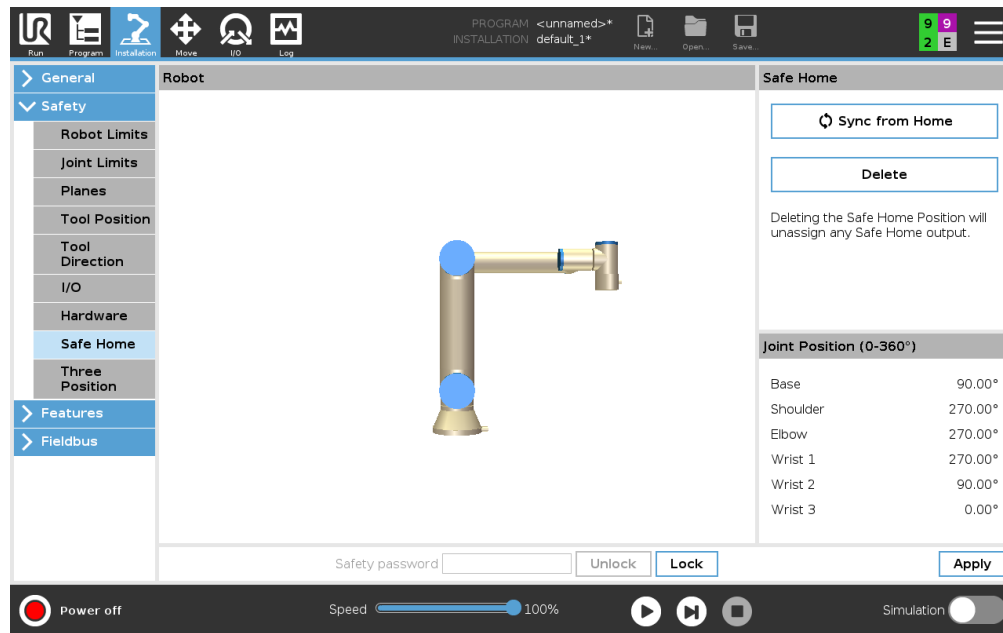 PROGRAM <unnamed>*
INSTALLATION default_1*
UR
Run
Program
Installation
Move
I/O
Log
New...
Open...
Save...
9 9
2 E
General
Safety
Robot Limits
Joint Limits
Planes
Tool Position
Tool
Direction
I/O
Hardware
Safe Home
Three
Position
Features
Fieldbus
Robot
Safe Home
Sync from Home
Delete
Deleting the Safe Home Position will
unassign any Safe Home output.
Joint Position (0-360°)
Base 90.00°
Shoulder 270.00°
Elbow 270.00°
Wrist 1 270.00°
Wrist 2 90.00°
Wrist 3 0.00°
Safety password Unlock Lock Apply
Power off
Speed 100%
Simulation